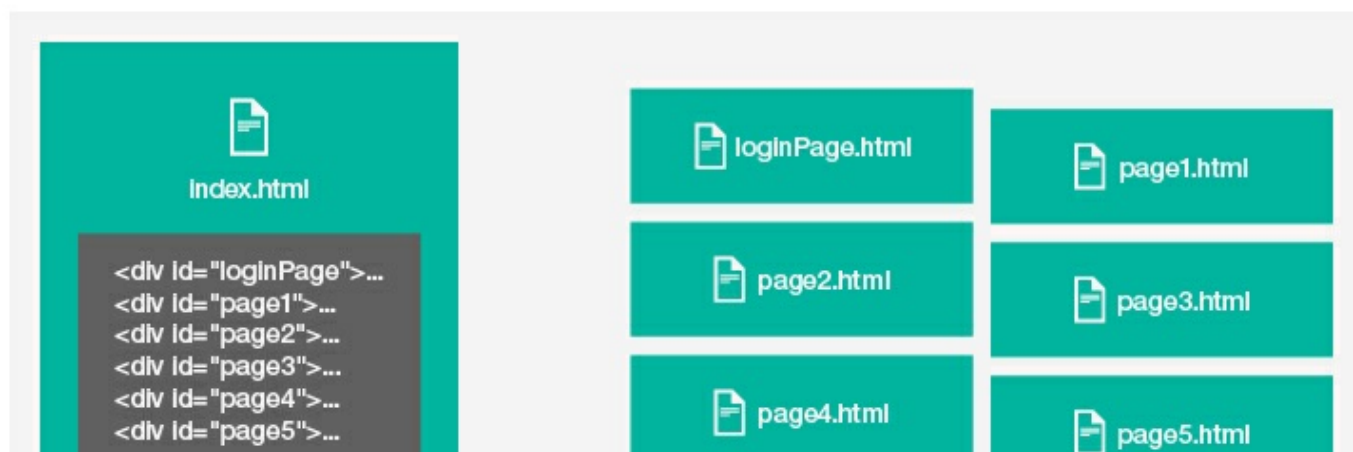 index.html
<div id="loginPage">...
<div id="page1">...
<div id="page2">...
<div id="page3">...
<div id="page4">...
<div id="page5">...
loginPage.html
page1.html
page2.html
page3.html
page4.html
page5.html